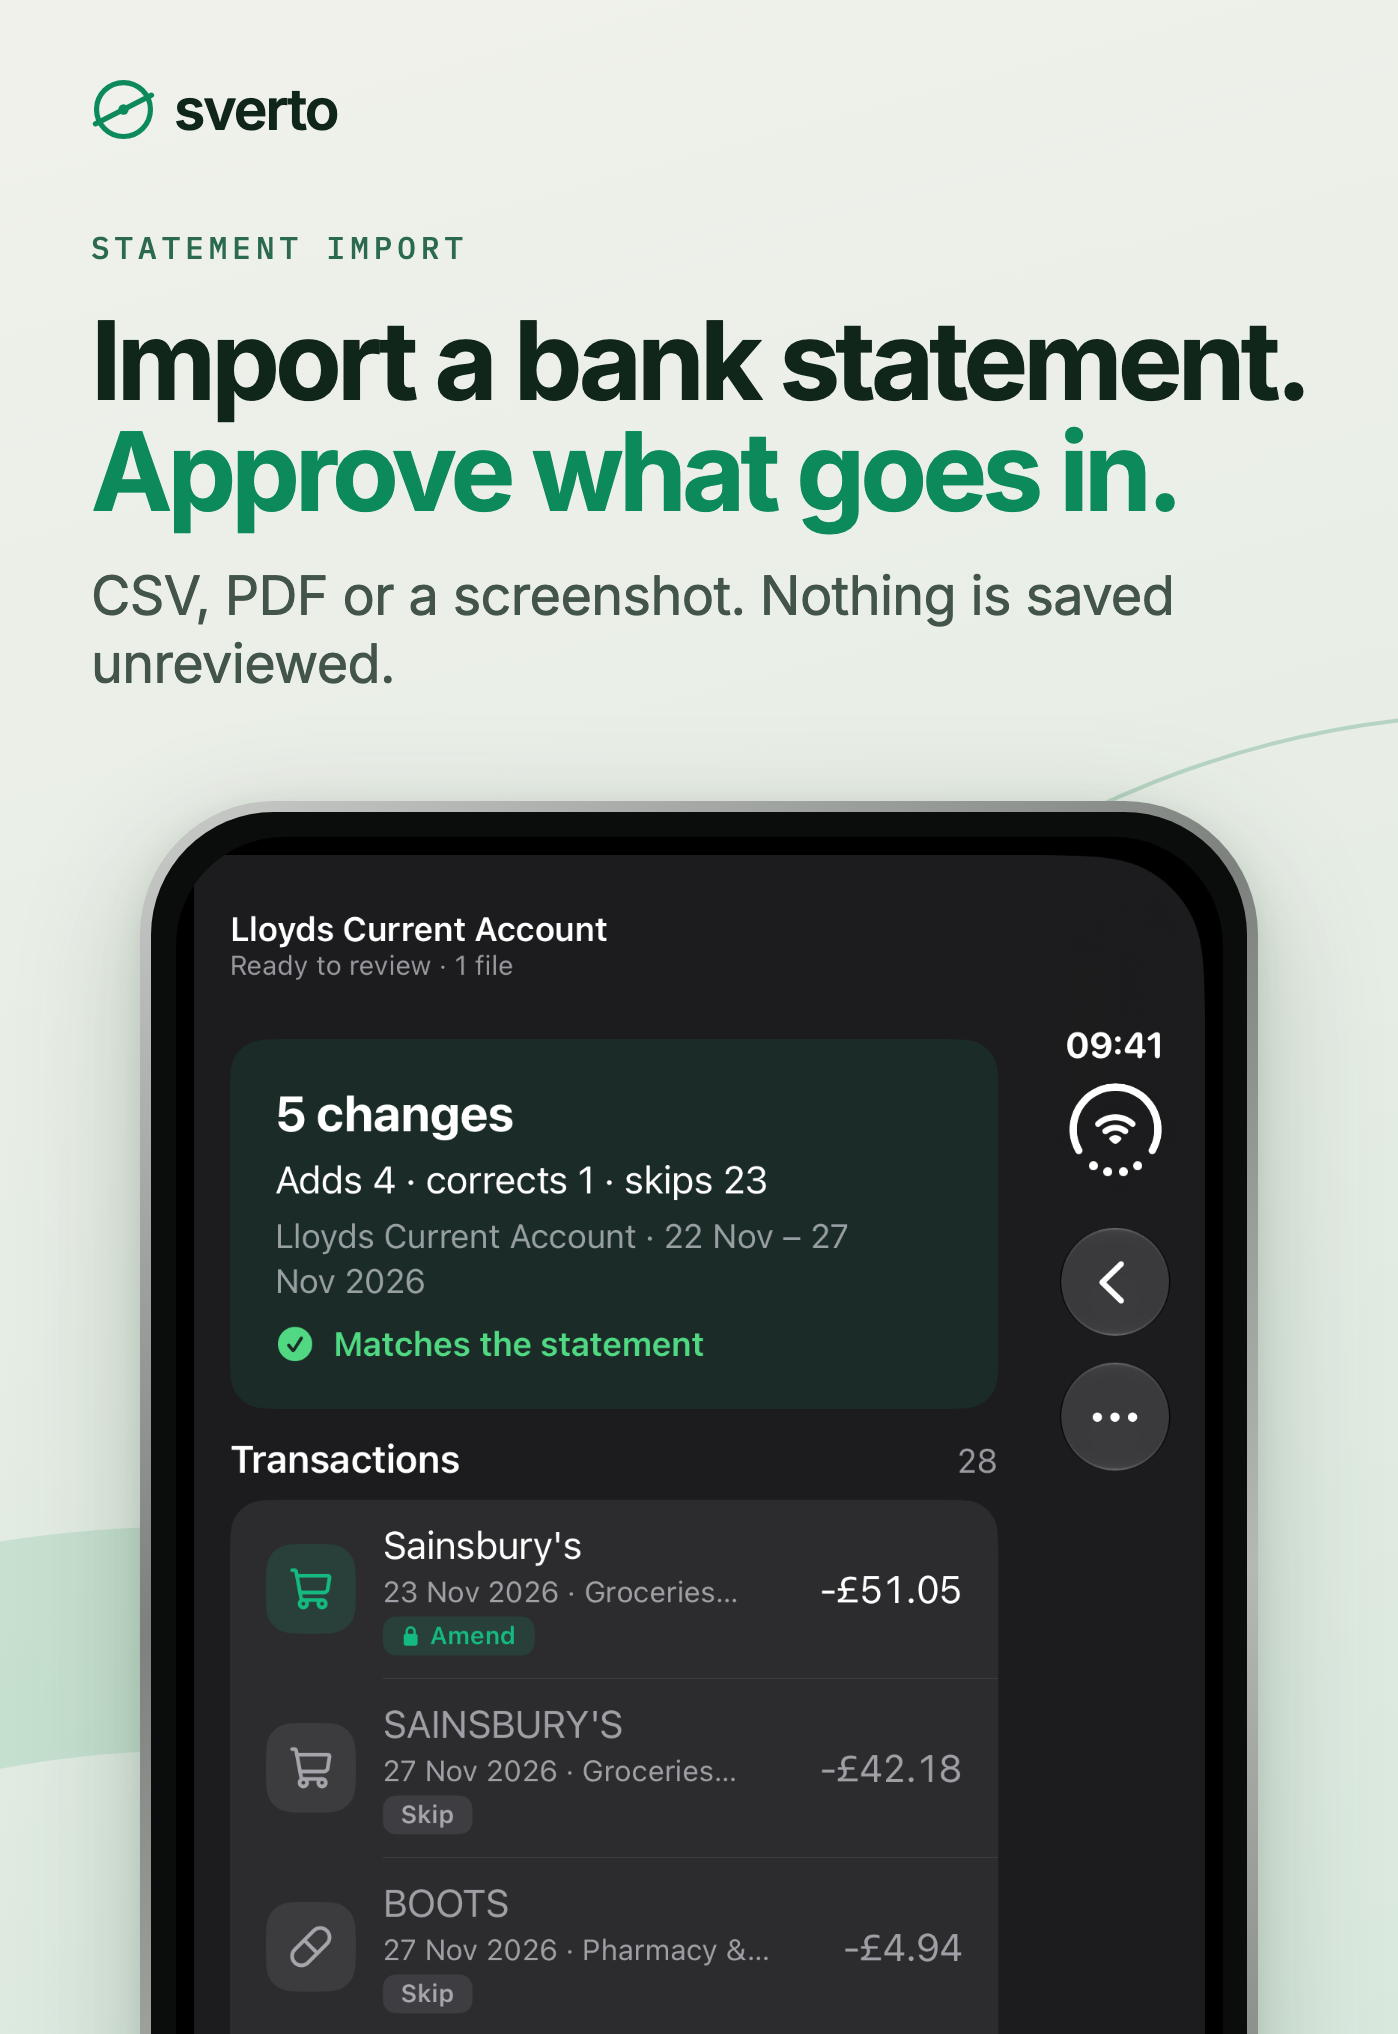 sverto
STATEMENT IMPORT
Import a bank statement.
Approve what goes in.
CSV, PDF or a screenshot. Nothing is saved
unreviewed.
Lloyds Current Account
Ready to review · 1 file
09:41
5 changes
Adds 4 · corrects 1 · skips 23
Lloyds Current Account · 22 Nov – 27
Nov 2026
Matches the statement
Transactions 28
Sainsbury's
23 Nov 2026 · Groceries... -£51.05
Amend
SAINSBURY'S
27 Nov 2026 · Groceries... -£42.18
Skip
BOOTS
27 Nov 2026 · Pharmacy &... -£4.94
Skip